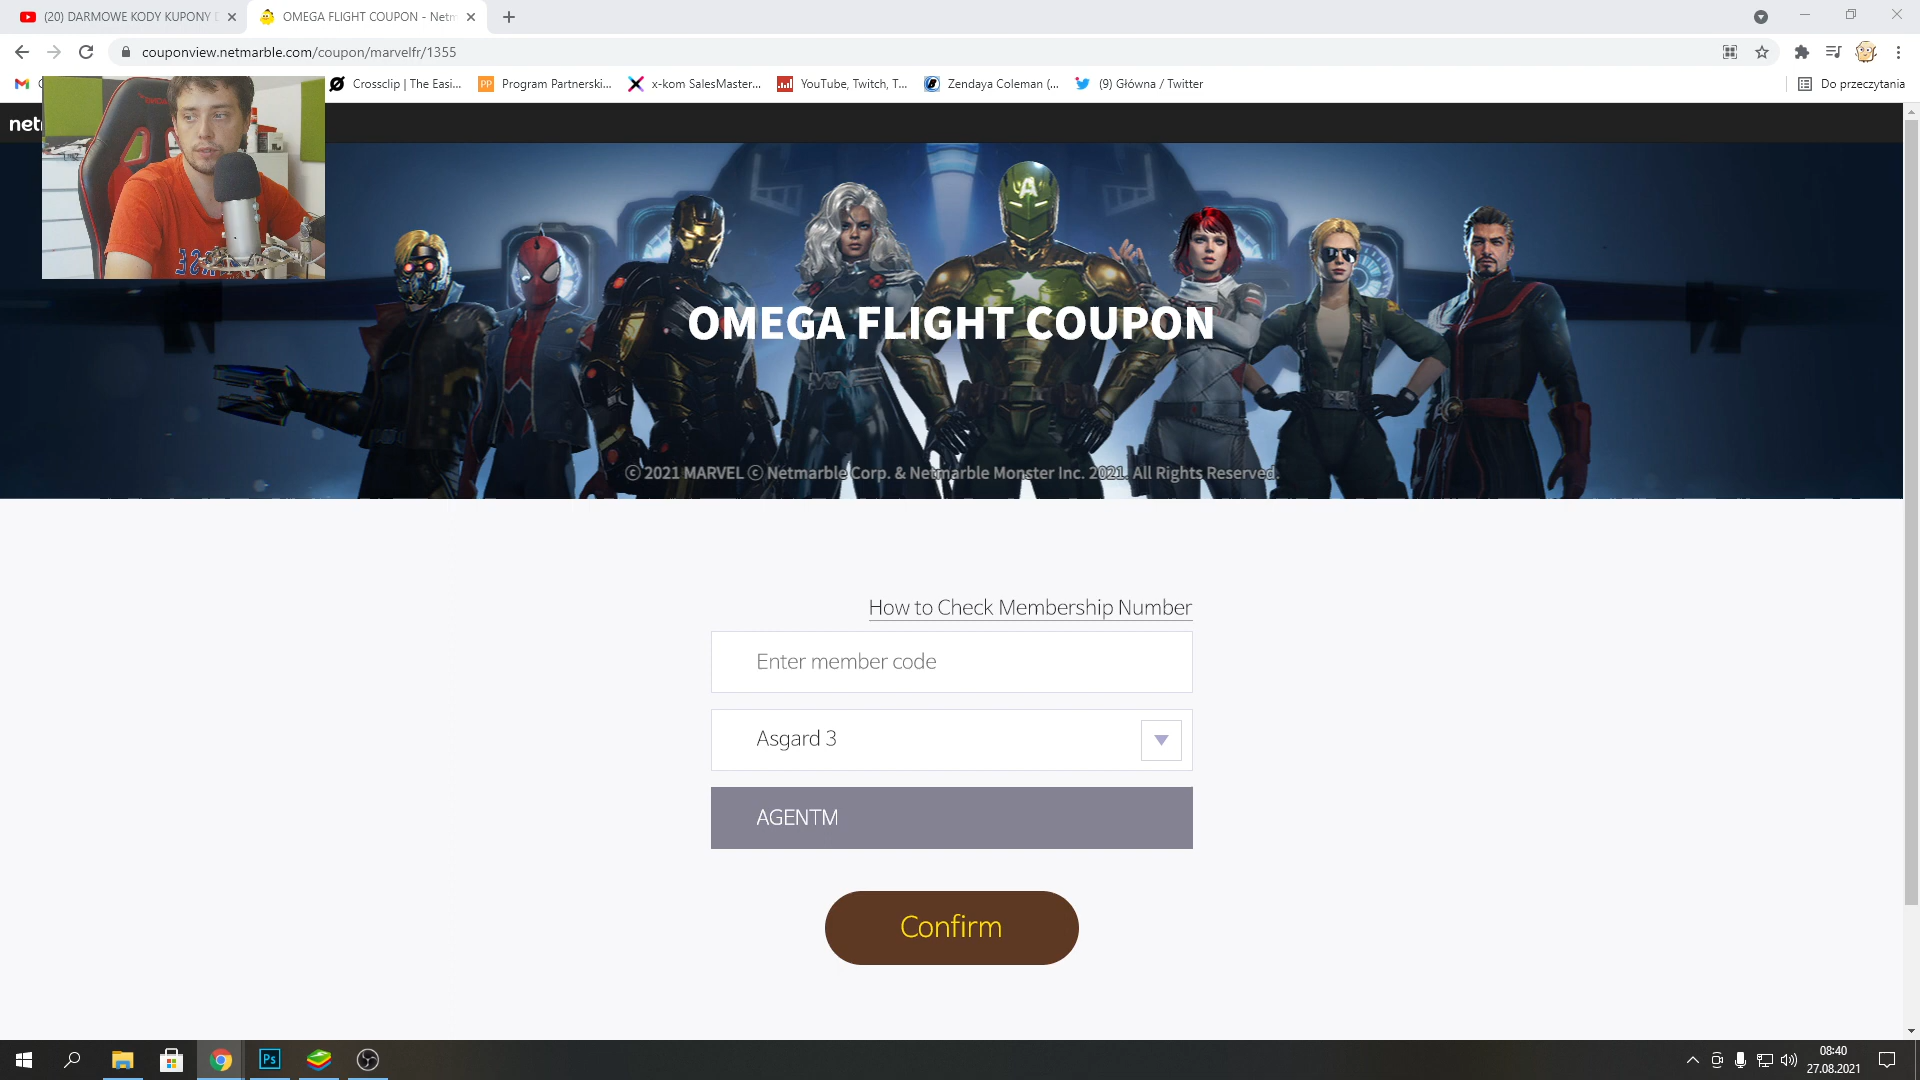 (20) DARMOWE KODY KUPONY
OMEGA FLIGHT COUPON - Netm
couponview.netmarble.com/coupon/marvelfr/1355
Crossclip | The Easi...
PP
Program Partnerski...
x-kom SalesMaster...
YouTube, Twitch, T...
Zendaya Coleman (...
(9) Główna / Twitter
Do przeczytania
A
OMEGA FLIGHT COUPON
ⓒ 2021 MARVEL ⓒ Netmarble Corp. & Netmarble Monster Inc. 2021. All Rights Reserved.
How to Check Membership Number
Enter member code
Asgard 3
AGENTM
Confirm
Ps
08:40
27.08.2021